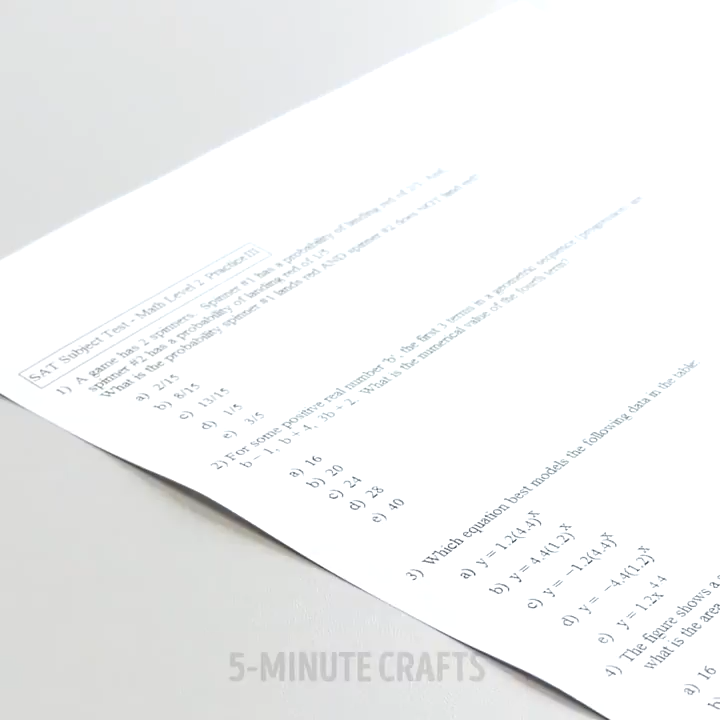 SAT Subject Test - Math Level 2 Practice III
1) A game has 2 spinners. Spinner #1 has a probability of landing red of 2/3 And
spinner #2 has a probability of landing red of 1/5
What is the probability spinner #1 lands red AND spinner #2 does NOT land red?
a) 2/15
b) 8/15
c) 13/15
d) 1/5
e) 3/5
2) For some positive real number 'b', the first 3 terms in a geometric sequence progression are
b - 1, b + 4, 3b + 2. What is the numerical value of the fourth term?
a) 16
b) 20
c) 24
d) 28
e) 40
3) Which equation best models the following data in the table
a) y = 1.2(4.4)^x
b) y = 4.4(1.2)^x
c) y = -1.2(4.4)^x
d) y = -4.4(1.2)^x
e) y = 1.2x^4.4
4) The figure shows a
what is the area
a) 16
b)
5-MINUTE CRAFTS